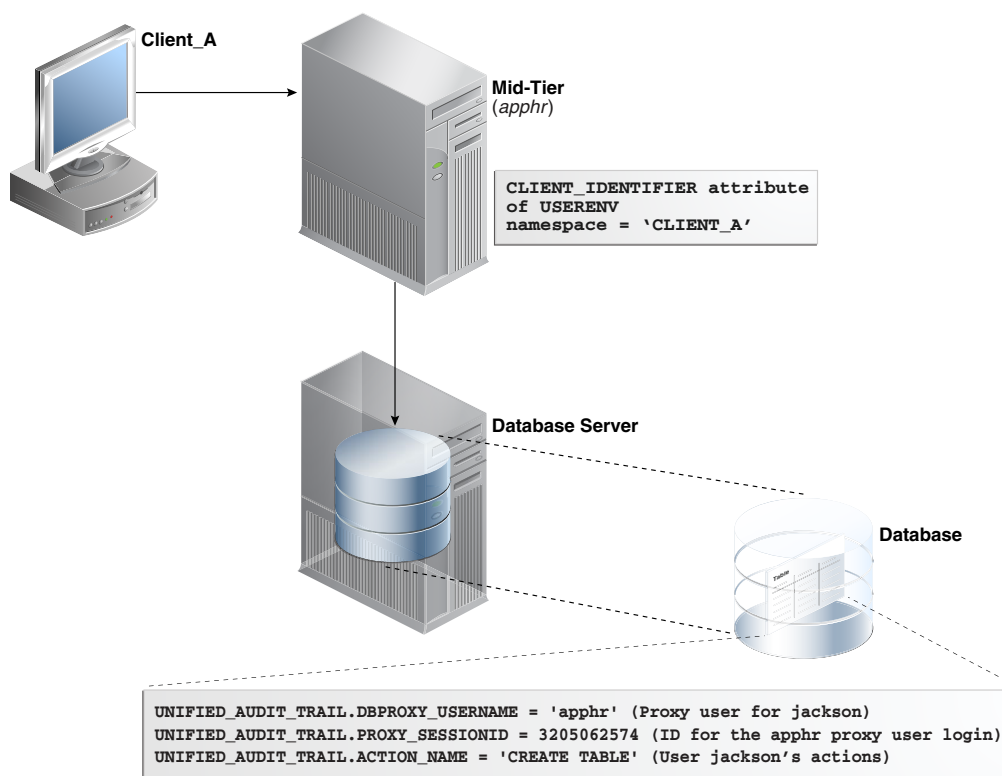 Client_A
Mid-Tier
(apphr)
CLIENT_IDENTIFIER attribute
of USERENV
namespace = ‘CLIENT_A’
Database Server
Database
Table
UNIFIED_AUDIT_TRAIL.DBPROXY_USERNAME = 'apphr' (Proxy user for jackson)
UNIFIED_AUDIT_TRAIL.PROXY_SESSIONID = 3205062574 (ID for the apphr proxy user login)
UNIFIED_AUDIT_TRAIL.ACTION_NAME = 'CREATE TABLE' (User jackson’s actions)